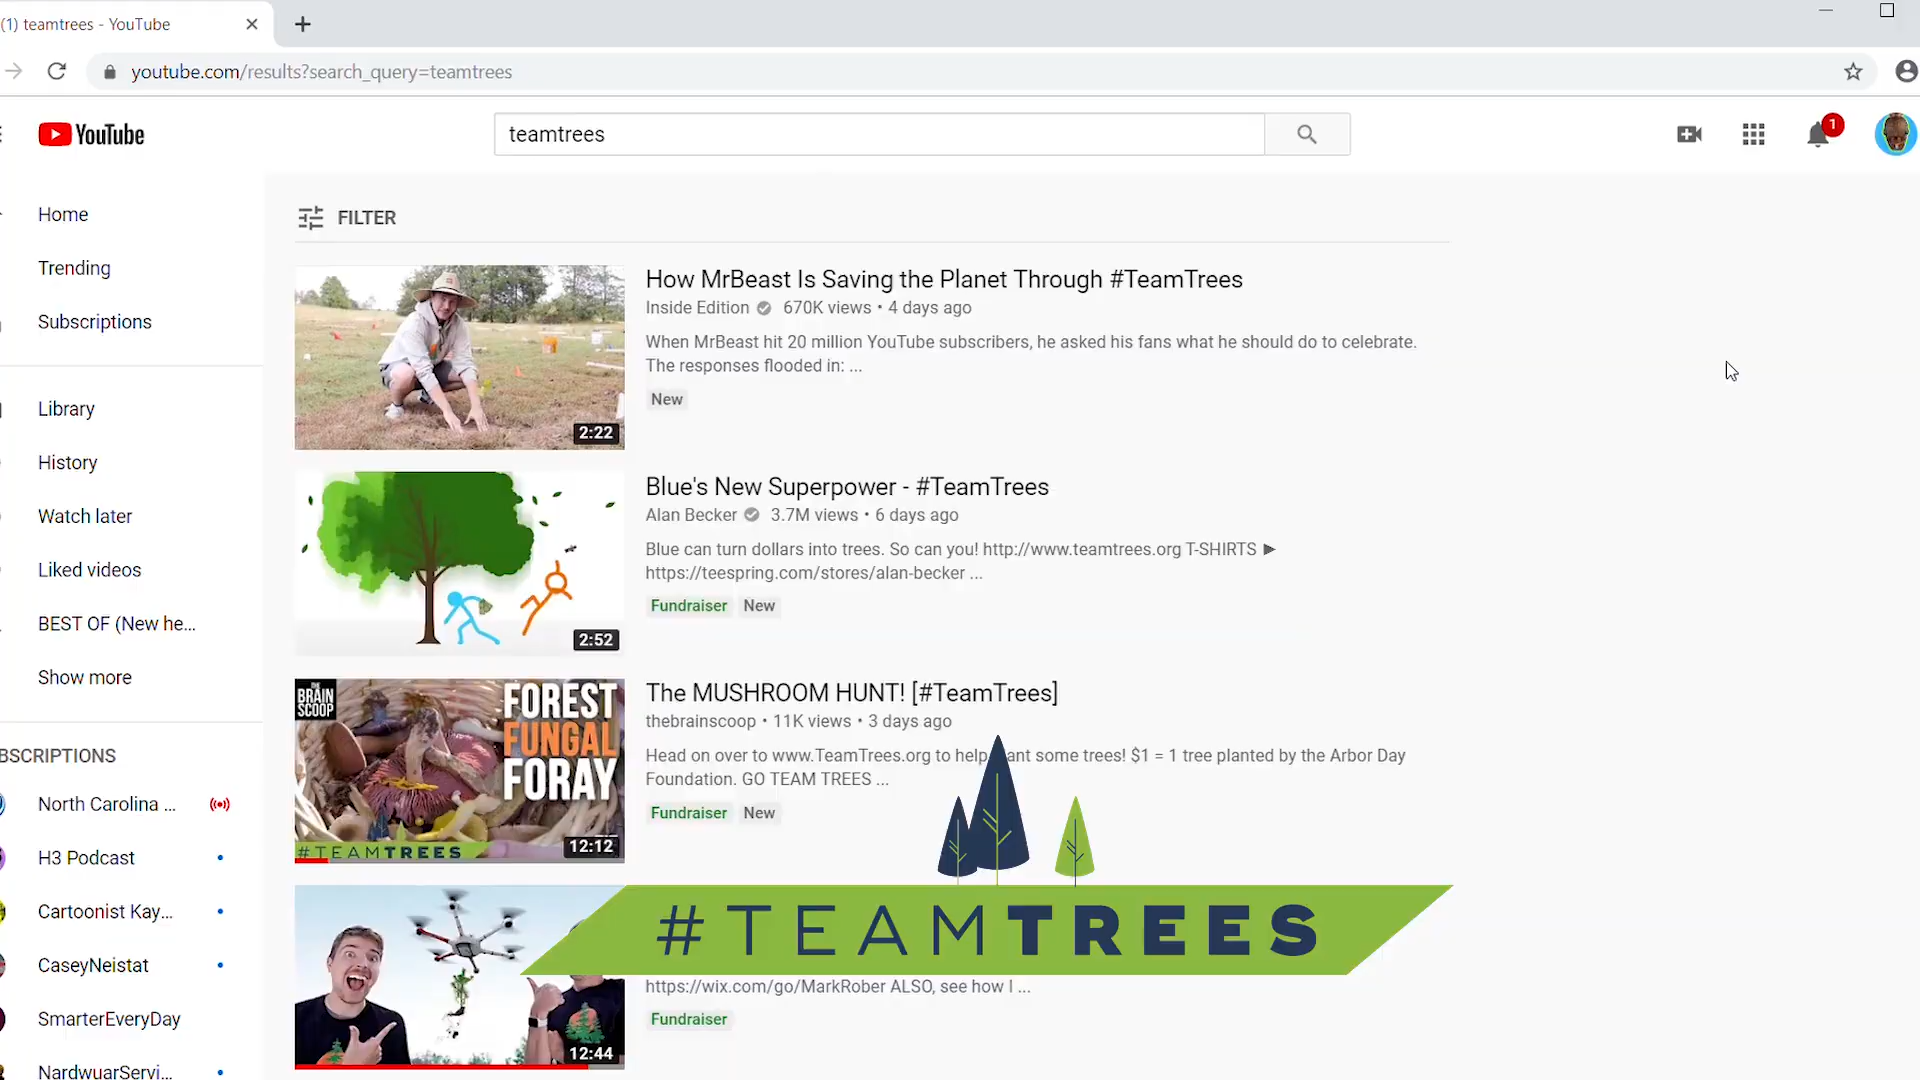 (1) teamtrees - YouTube
youtube.com/results?search_query=teamtrees
YouTube
teamtrees
1
Home
Trending
Subscriptions
Library
History
Watch later
Liked videos
BEST OF (New he...
Show more
BSCRIPTIONS
North Carolina ...
H3 Podcast
Cartoonist Kay...
CaseyNeistat
SmarterEveryDay
NardwuarServi...
FILTER
2:22
How MrBeast Is Saving the Planet Through #TeamTrees
Inside Edition 670K views • 4 days ago
When MrBeast hit 20 million YouTube subscribers, he asked his fans what he should do to celebrate.
The responses flooded in: ...
New
2:52
Blue's New Superpower - #TeamTrees
Alan Becker 3.7M views • 6 days ago
Blue can turn dollars into trees. So can you! http://www.teamtrees.org T-SHIRTS ►
https://teespring.com/stores/alan-becker ...
Fundraiser New
THE
BRAIN
SCOOP
FOREST
FUNGAL
FORAY
#TEAMTREES
12:12
The MUSHROOM HUNT! [#TeamTrees]
thebrainscoop • 11K views • 3 days ago
Head on over to www.TeamTrees.org to help ant some trees! $1 = 1 tree planted by the Arbor Day
Foundation. GO TEAM TREES ...
Fundraiser New
#TEAMTREES
12:44
https://wix.com/go/MarkRober ALSO, see how I ...
Fundraiser